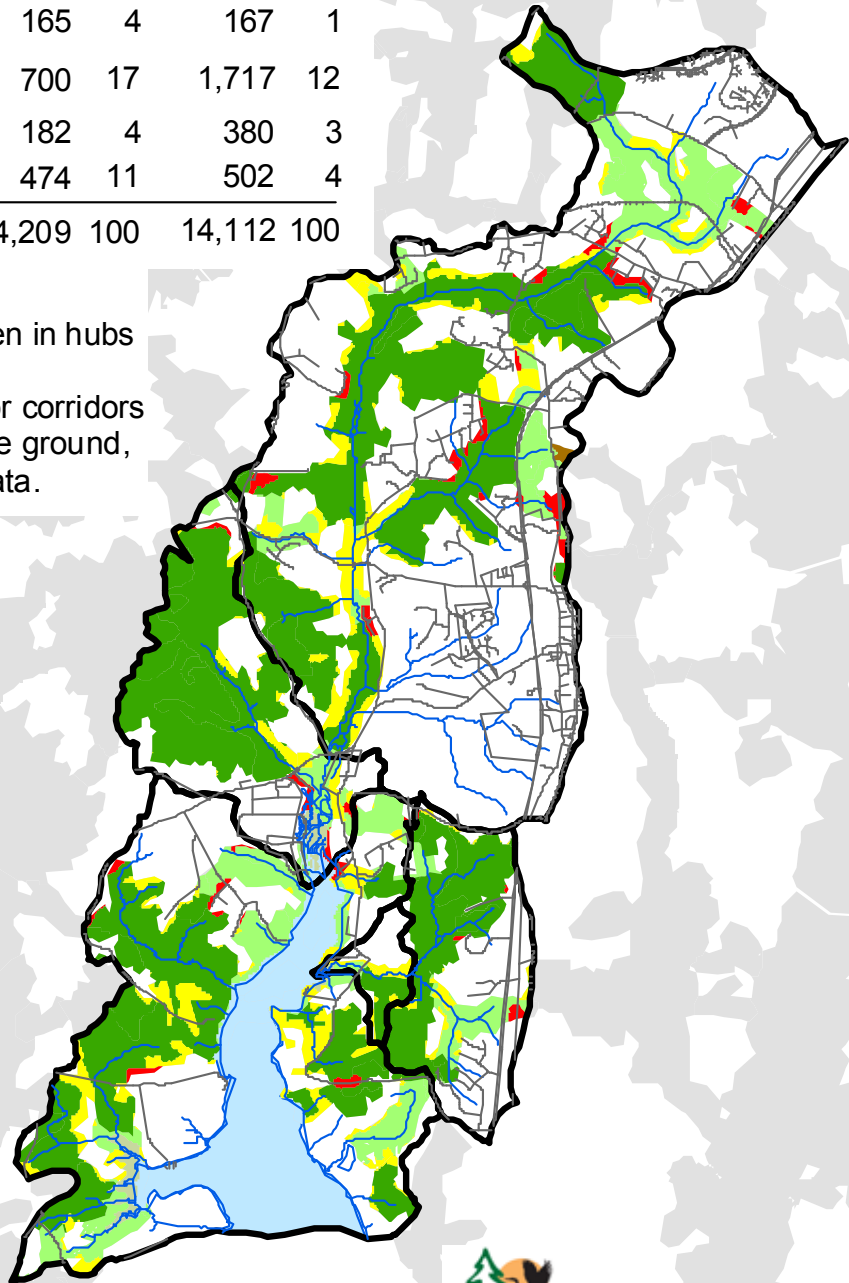 165 4 167 1
700 17 1,717 12
182 4 380 3
474 11 502 4
4,209 100 14,112 100
en in hubs
or corridors
e ground,
ata.